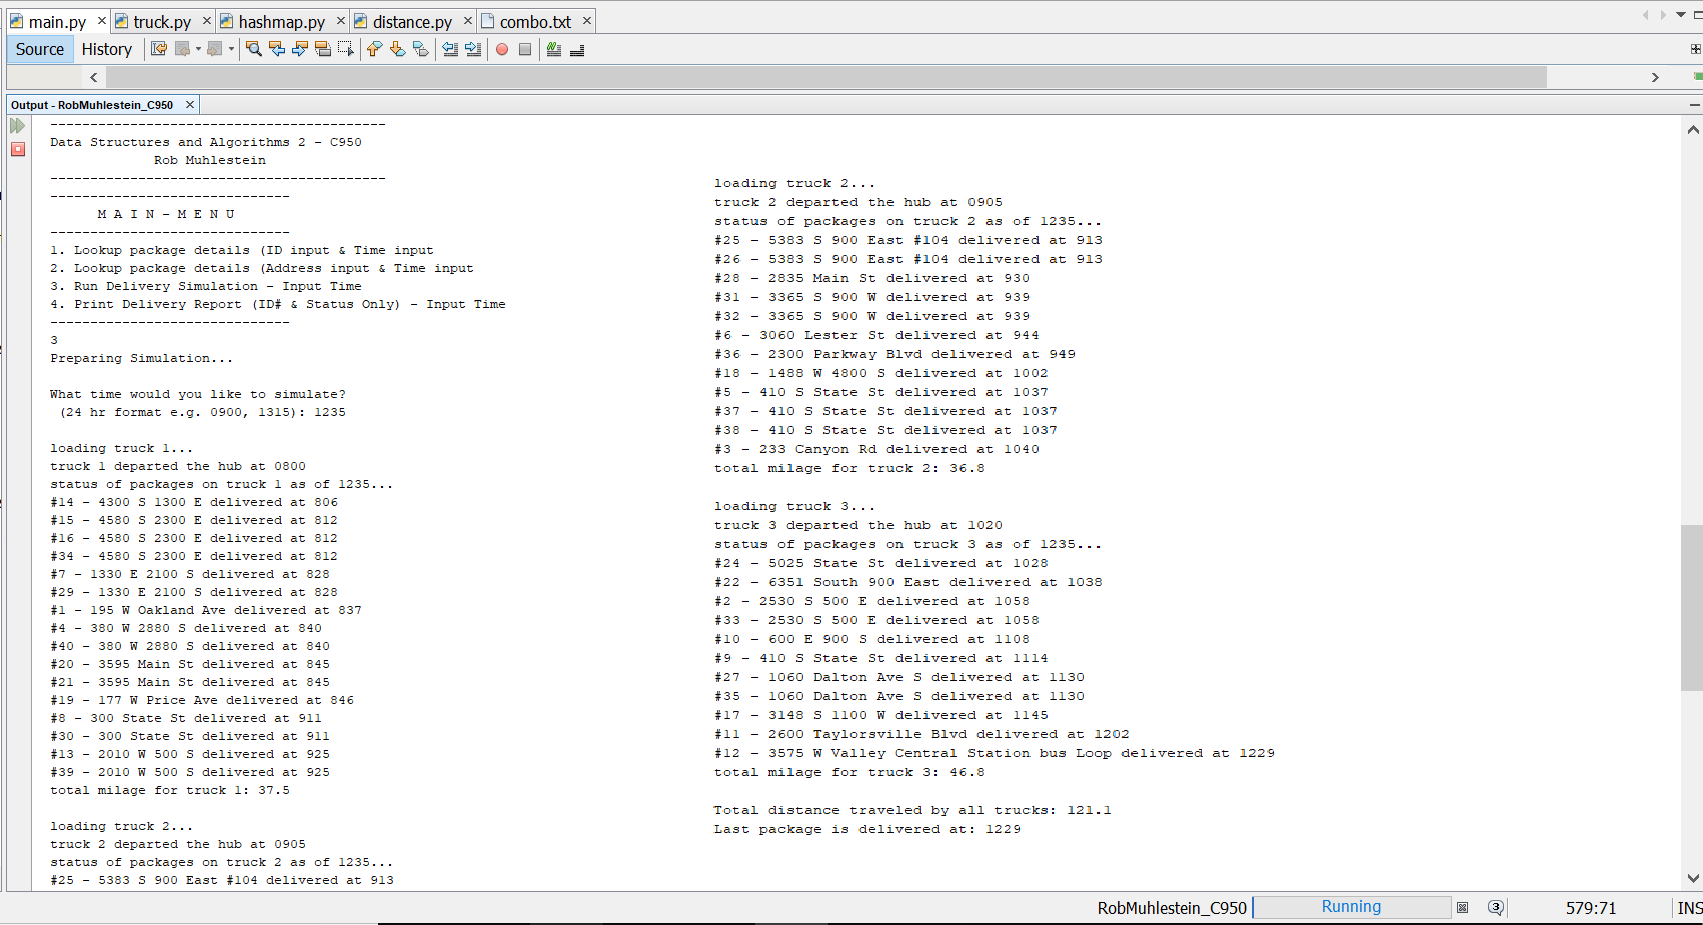 main.py
truck.py
hashmap.py
distance.py
combo.txt
Source History
Output - RobMuhlestein_C950
------------------------------------------
Data Structures and Algorithms 2 - C950
Rob Muhlestein
------------------------------------------
------------------------------
M A I N - M E N U
------------------------------
1. Lookup package details (ID input & Time input
2. Lookup package details (Address input & Time input
3. Run Delivery Simulation - Input Time
4. Print Delivery Report (ID# & Status Only) - Input Time
------------------------------
3
Preparing Simulation...
What time would you like to simulate?
(24 hr format e.g. 0900, 1315): 1235
loading truck 1...
truck 1 departed the hub at 0800
status of packages on truck 1 as of 1235...
#14 - 4300 S 1300 E delivered at 806
#15 - 4580 S 2300 E delivered at 812
#16 - 4580 S 2300 E delivered at 812
#34 - 4580 S 2300 E delivered at 812
#7 - 1330 E 2100 S delivered at 828
#29 - 1330 E 2100 S delivered at 828
#1 - 195 W Oakland Ave delivered at 837
#4 - 380 W 2880 S delivered at 840
#40 - 380 W 2880 S delivered at 840
#20 - 3595 Main St delivered at 845
#21 - 3595 Main St delivered at 845
#19 - 177 W Price Ave delivered at 846
#8 - 300 State St delivered at 911
#30 - 300 State St delivered at 911
#13 - 2010 W 500 S delivered at 925
#39 - 2010 W 500 S delivered at 925
total milage for truck 1: 37.5
loading truck 2...
truck 2 departed the hub at 0905
status of packages on truck 2 as of 1235...
#25 - 5383 S 900 East #104 delivered at 913
loading truck 2...
truck 2 departed the hub at 0905
status of packages on truck 2 as of 1235...
#25 - 5383 S 900 East #104 delivered at 913
#26 - 5383 S 900 East #104 delivered at 913
#28 - 2835 Main St delivered at 930
#31 - 3365 S 900 W delivered at 939
#32 - 3365 S 900 W delivered at 939
#6 - 3060 Lester St delivered at 944
#36 - 2300 Parkway Blvd delivered at 949
#18 - 1488 W 4800 S delivered at 1002
#5 - 410 S State St delivered at 1037
#37 - 410 S State St delivered at 1037
#38 - 410 S State St delivered at 1037
#3 - 233 Canyon Rd delivered at 1040
total milage for truck 2: 36.8
loading truck 3...
truck 3 departed the hub at 1020
status of packages on truck 3 as of 1235...
#24 - 5025 State St delivered at 1028
#22 - 6351 South 900 East delivered at 1038
#2 - 2530 S 500 E delivered at 1058
#33 - 2530 S 500 E delivered at 1058
#10 - 600 E 900 S delivered at 1108
#9 - 410 S State St delivered at 1114
#27 - 1060 Dalton Ave S delivered at 1130
#35 - 1060 Dalton Ave S delivered at 1130
#17 - 3148 S 1100 W delivered at 1145
#11 - 2600 Taylorsville Blvd delivered at 1202
#12 - 3575 W Valley Central Station bus Loop delivered at 1229
total milage for truck 3: 46.8
Total distance traveled by all trucks: 121.1
Last package is delivered at: 1229
RobMuhlestein_C950 Running 3 579:71 INS